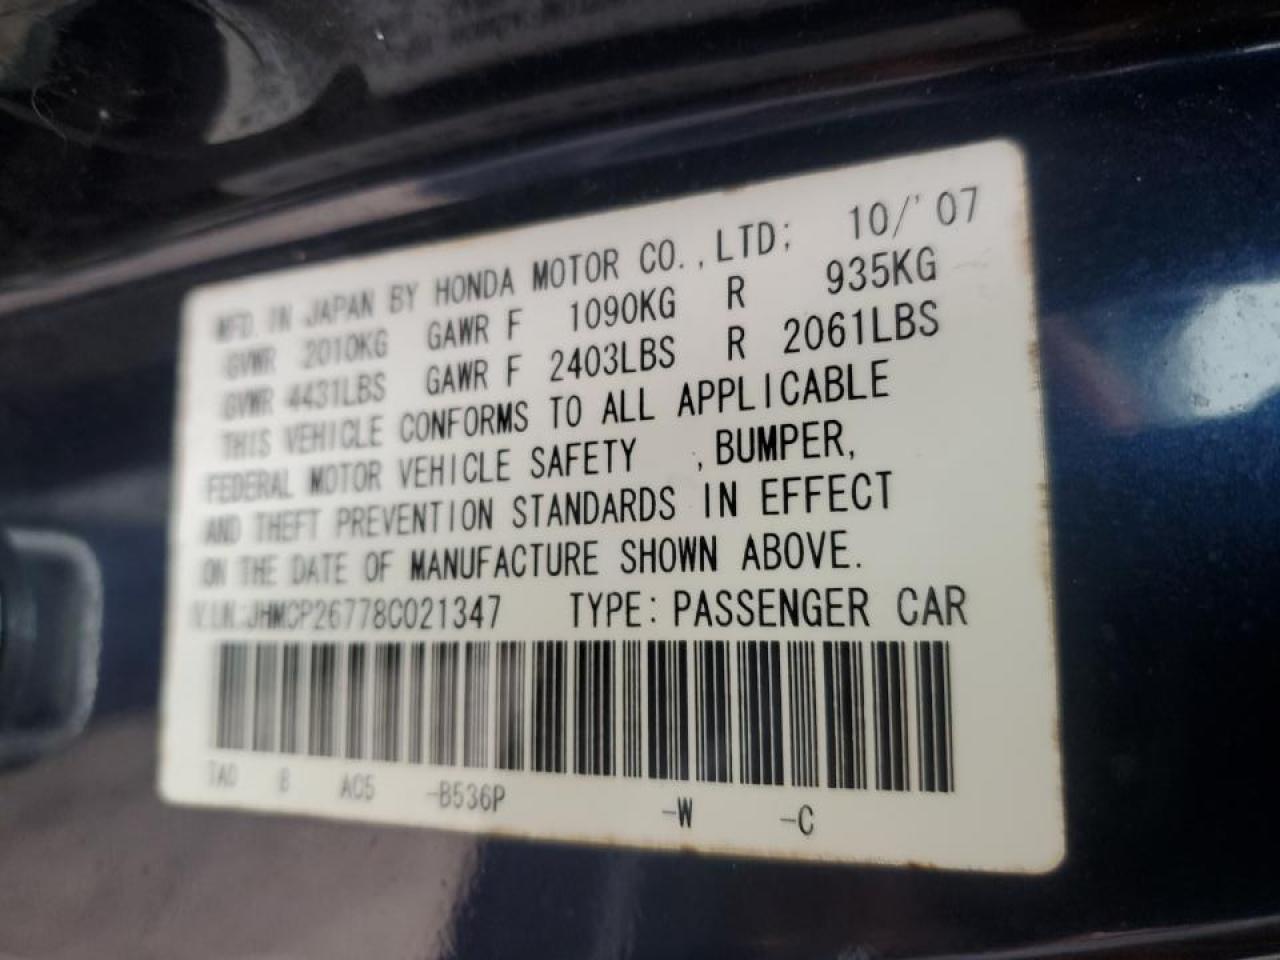 MFD. IN JAPAN BY HONDA MOTOR CO., LTD; 10/'07
GVWR 2010KG GAWR F 1090KG R 935KG
GVWR 4431LBS GAWR F 2403LBS R 2061LBS
THIS VEHICLE CONFORMS TO ALL APPLICABLE
FEDERAL MOTOR VEHICLE SAFETY , BUMPER,
AND THEFT PREVENTION STANDARDS IN EFFECT
ON THE DATE OF MANUFACTURE SHOWN ABOVE.
V.I.N: JHMCP26778C021347 TYPE: PASSENGER CAR
TA0 B AC5 -B536P -W -C